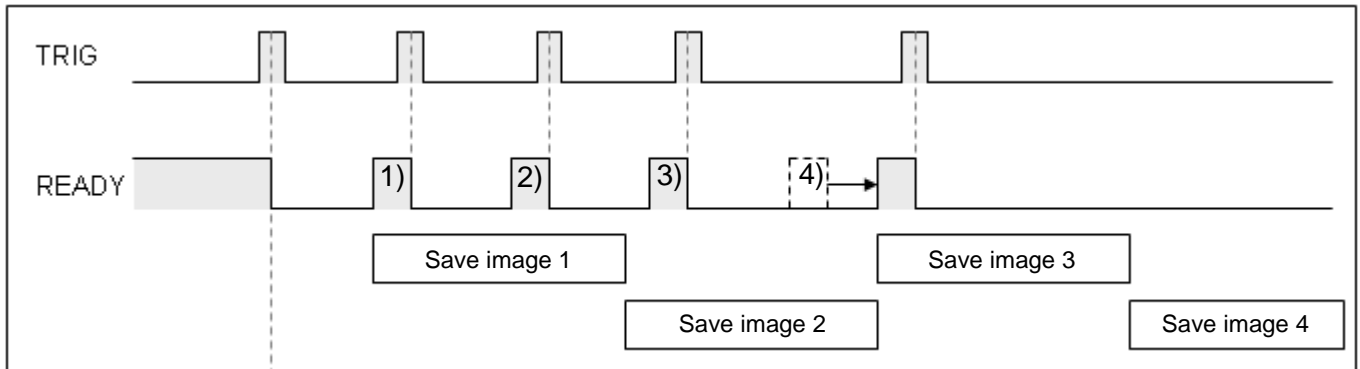 TRIG
READY 1) 2) 3) 4)
Save image 1 Save image 3
Save image 2 Save image 4